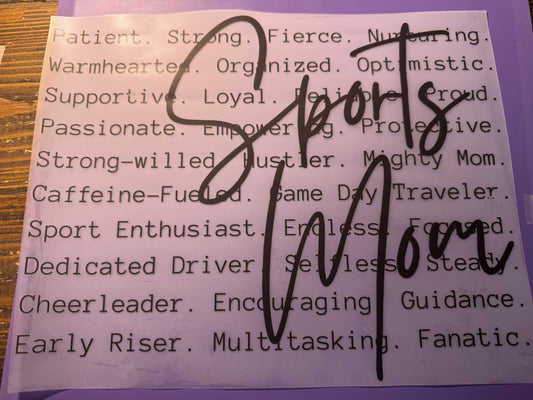 Patient. Strong. Fierce. Nurturing.
Warmhearted. Organized. Optimistic.
Supportive. Loyal. Proud.
Passionate. Empowering. Protective.
Strong-willed. Hustler. Mighty Mom.
Caffeine-Fueled. Game Day Traveler.
Sport Enthusiast. Endless. Focused.
Dedicated Driver. Selfless. Steady.
Cheerleader. Encouraging. Guidance.
Early Riser. Multitasking. Fanatic.
Sports
Mom